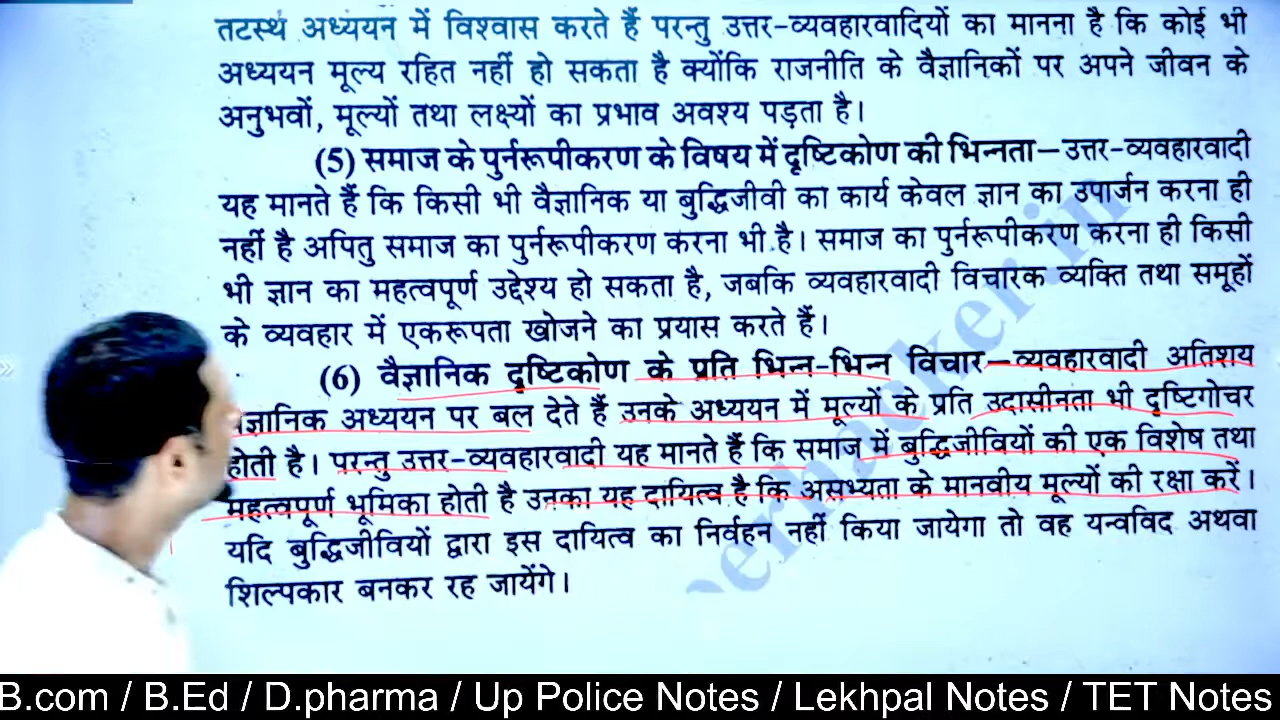 तटस्थ अध्ययन में विश्वास करते हैं परन्तु उत्तर-व्यवहारवादियों का मानना है कि कोई भी
अध्ययन मूल्य रहित नहीं हो सकता है क्योंकि राजनीति के वैज्ञानिकों पर अपने जीवन के
अनुभवों, मूल्यों तथा लक्ष्यों का प्रभाव अवश्य पड़ता है।
(5) समाज के पुर्नरूपीकरण के विषय में दृष्टिकोण की भिन्नता—उत्तर-व्यवहारवादी
यह मानते हैं कि किसी भी वैज्ञानिक या बुद्धिजीवी का कार्य केवल ज्ञान का उपार्जन करना ही
नहीं है अपितु समाज का पुर्नरूपीकरण करना भी है। समाज का पुर्नरूपीकरण करना ही किसी
भी ज्ञान का महत्वपूर्ण उद्देश्य हो सकता है, जबकि व्यवहारवादी विचारक व्यक्ति तथा समूहों
के व्यवहार में एकरूपता खोजने का प्रयास करते हैं।
(6) वैज्ञानिक दृष्टिकोण के प्रति भिन्न-भिन्न विचार—व्यवहारवादी अतिशय
वैज्ञानिक अध्ययन पर बल देते हैं उनके अध्ययन में मूल्यों के प्रति उदासीनता भी दृष्टिगोचर
होती है। परन्तु उत्तर-व्यवहारवादी यह मानते हैं कि समाज में बुद्धिजीवियों की एक विशेष तथा
महत्वपूर्ण भूमिका होती है उनका यह दायित्व है कि असभ्यता के मानवीय मूल्यों की रक्षा करें।
यदि बुद्धिजीवियों द्वारा इस दायित्व का निर्वहन नहीं किया जायेगा तो वह यन्वविद अथवा
शिल्पकार बनकर रह जायेंगे।
B.com / B.Ed / D.pharma / Up Police Notes / Lekhpal Notes / TET Notes